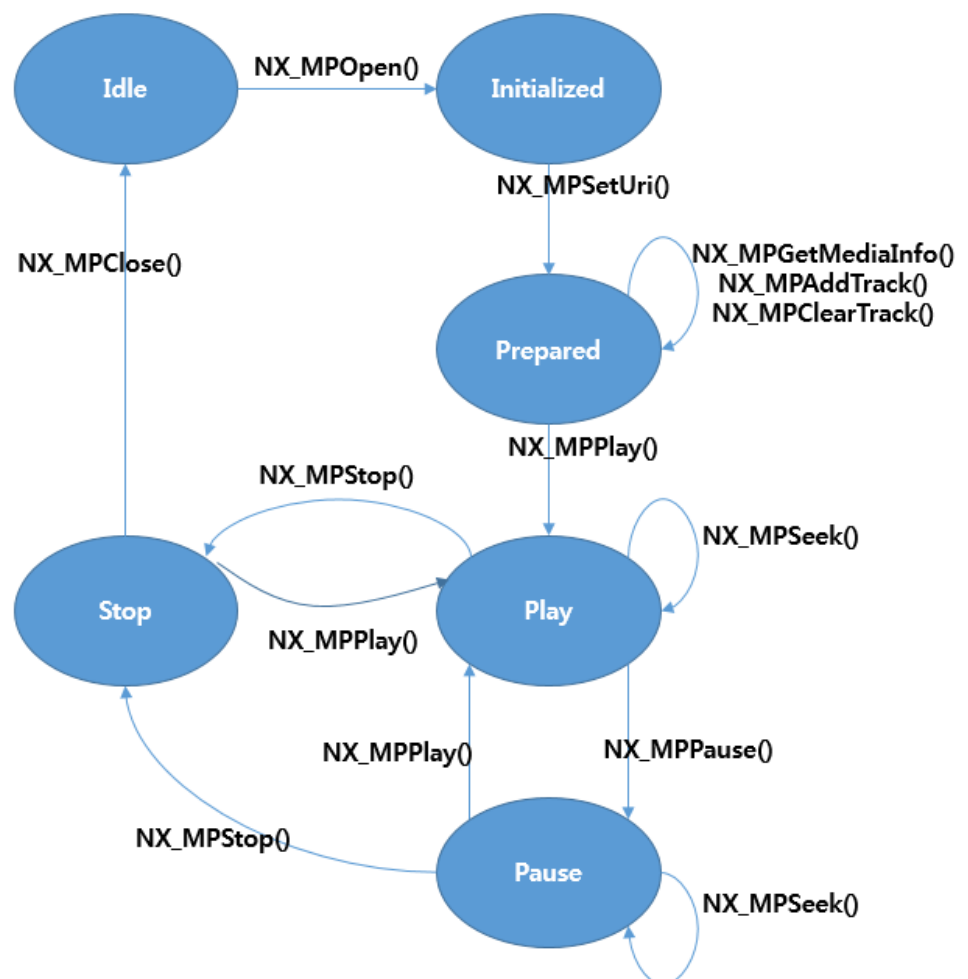 NX_MPOpen()
Idle
Initialized
NX_MPSetUri()
NX_MPClose()
NX_MPGetMediaInfo()
NX_MPAddTrack()
NX_MPClearTrack()
Prepared
NX_MPPlay()
NX_MPStop()
NX_MPSeek()
Stop
Play
NX_MPPlay()
NX_MPPlay()
NX_MPPause()
NX_MPStop()
Pause
NX_MPSeek()